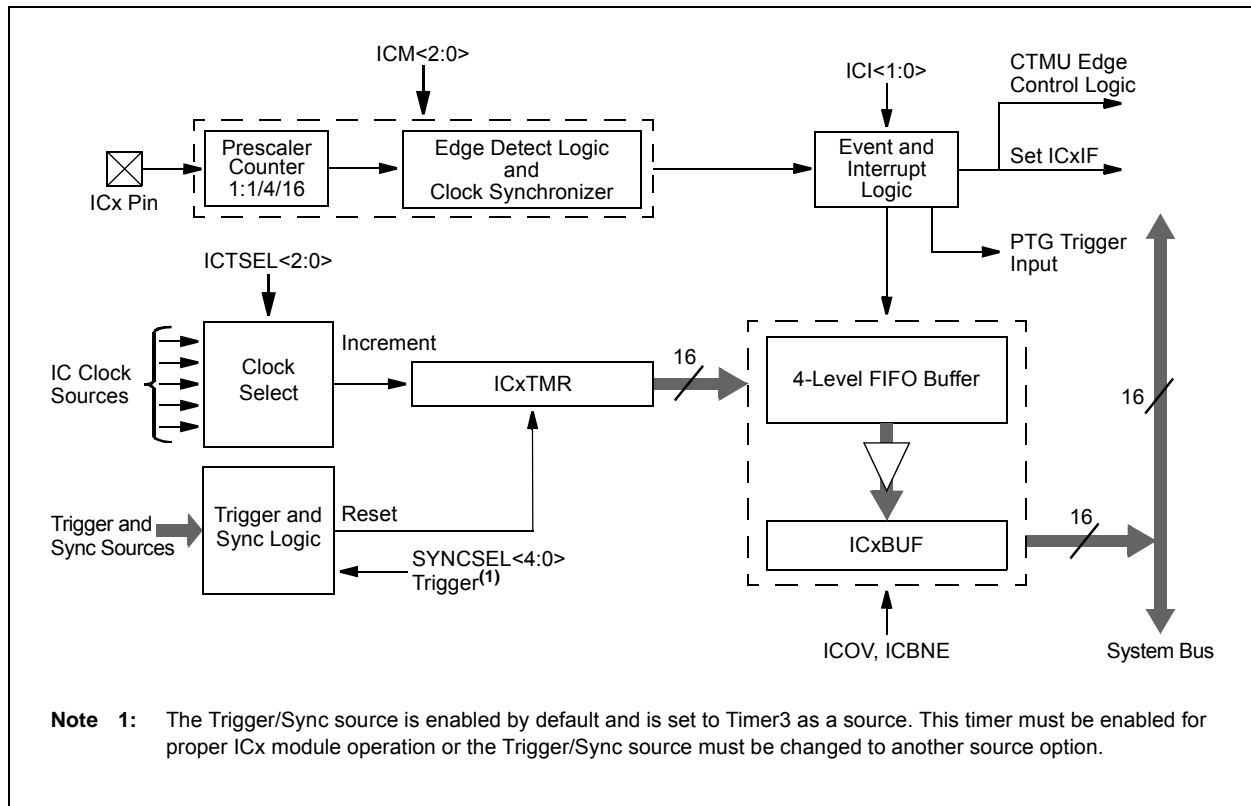 ICM<2:0>
ICI<1:0>
CTMU Edge
Control Logic
Prescaler
Counter
1:1/4/16
Edge Detect Logic
and
Clock Synchronizer
Event and
Interrupt
Logic
Set ICxIF
ICx Pin
PTG Trigger
Input
ICTSEL<2:0>
Increment
IC Clock
Sources
Clock
Select
ICxTMR
16
4-Level FIFO Buffer
16
Trigger and
Sync Sources
Trigger and
Sync Logic
Reset
SYNCSEL<4:0>
Trigger(1)
ICxBUF
16
ICOV, ICBNE
System Bus
Note 1: The Trigger/Sync source is enabled by default and is set to Timer3 as a source. This timer must be enabled for
proper ICx module operation or the Trigger/Sync source must be changed to another source option.